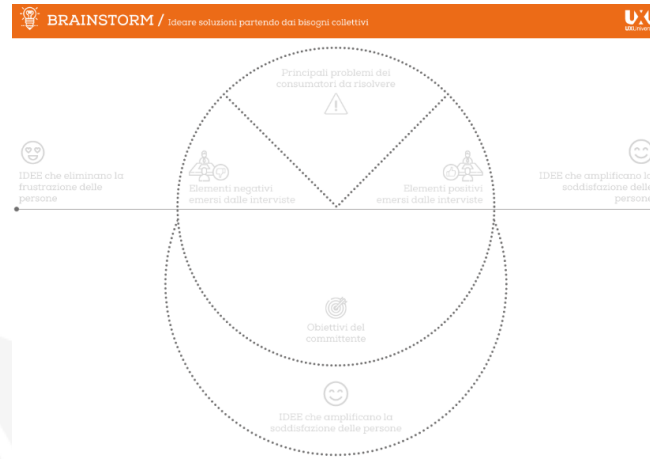 BRAINSTORM / Ideare soluzioni partendo dai bisogni collettivi
Principali problemi dei
consumatori da risolvere
IDEE che eliminano la
frustrazione delle
persone
Elementi negativi
emersi dalle interviste
Elementi positivi
emersi dalle interviste
IDEE che amplificano la
soddisfazione delle
persone
Obiettivi del
committente
IDEE che amplificano la
soddisfazione delle persone